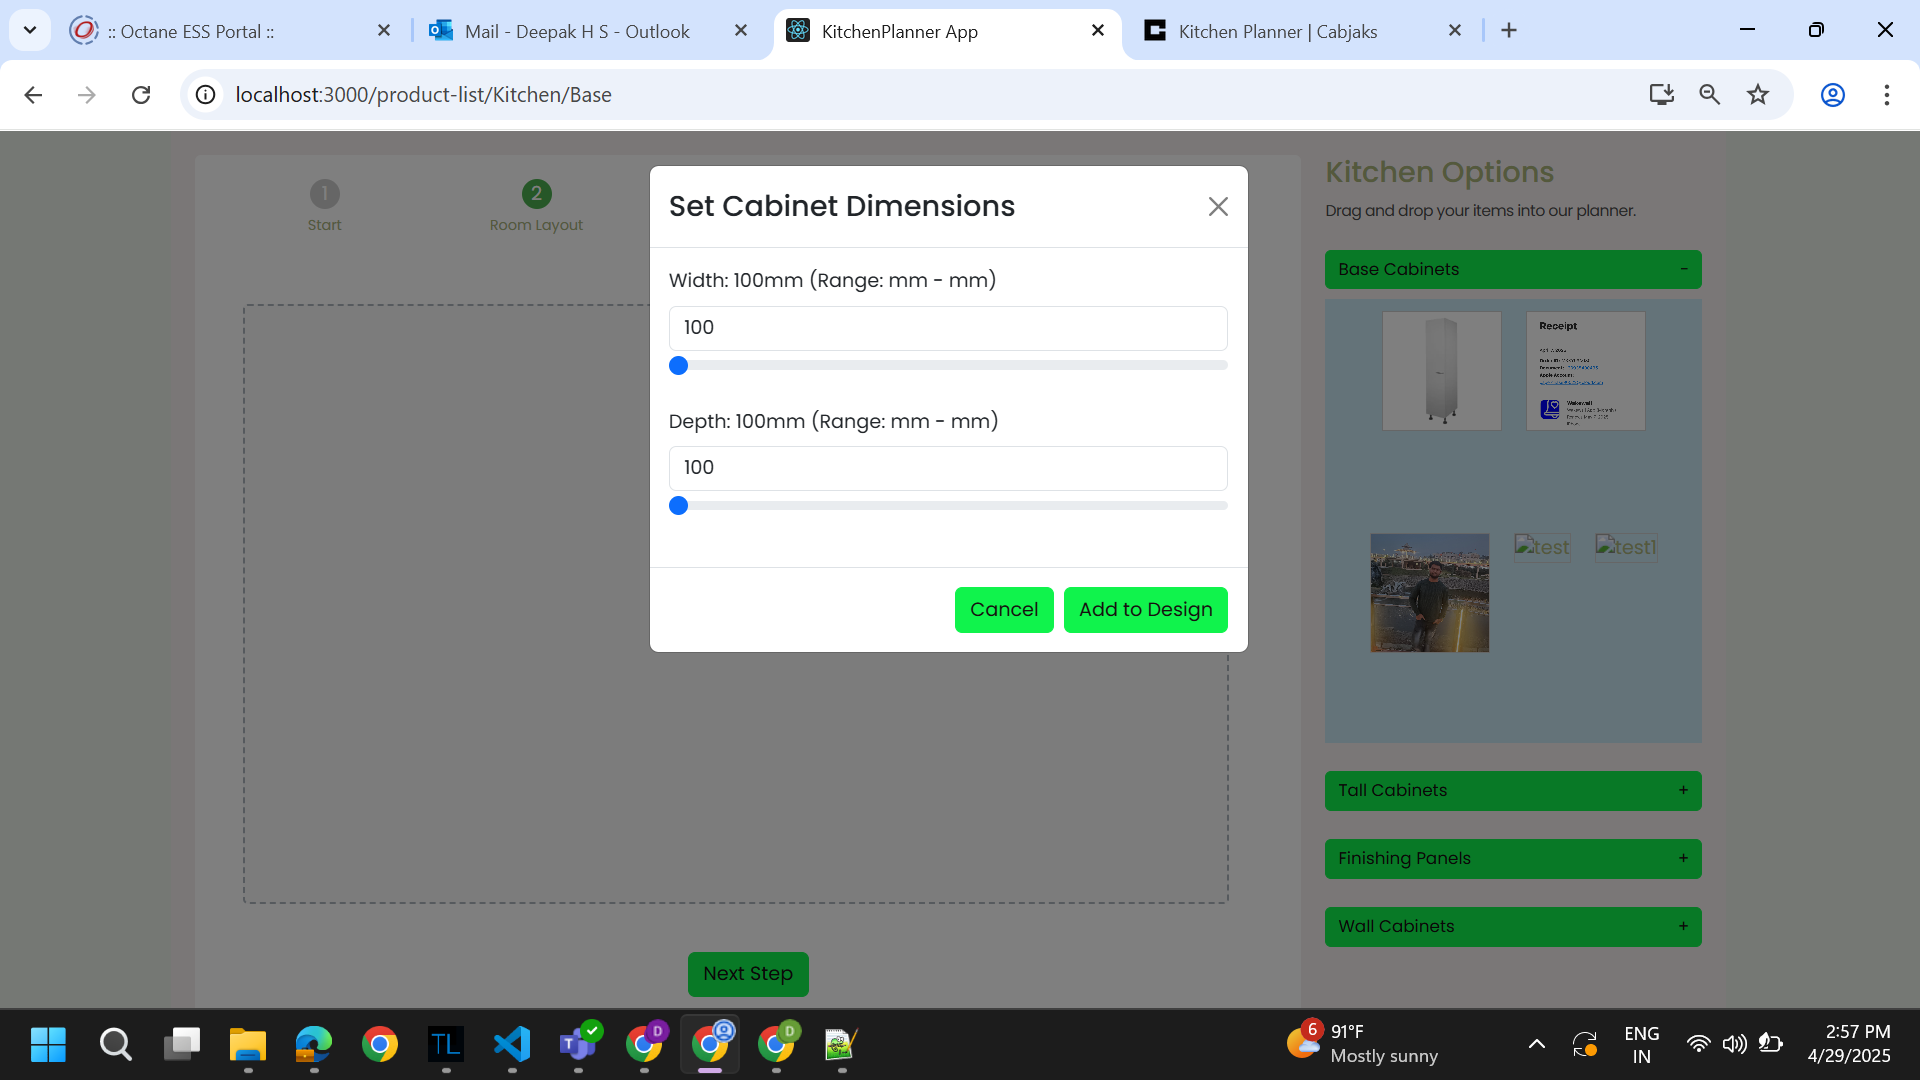 :: Octane ESS Portal ::
Mail - Deepak H S - Outlook
KitchenPlanner App
Kitchen Planner | Cabjaks
localhost:3000/product-list/Kitchen/Base
1
Start
2
Room Layout
Set Cabinet Dimensions
Width: 100mm (Range: mm - mm)
100
Depth: 100mm (Range: mm - mm)
100
Cancel
Add to Design
Next Step
Kitchen Options
Drag and drop your items into our planner.
Base Cabinets -
Receipt
test
test1
Tall Cabinets +
Finishing Panels +
Wall Cabinets +
TL
D
D
6
91°F
Mostly sunny
ENG
IN
2:57 PM
4/29/2025